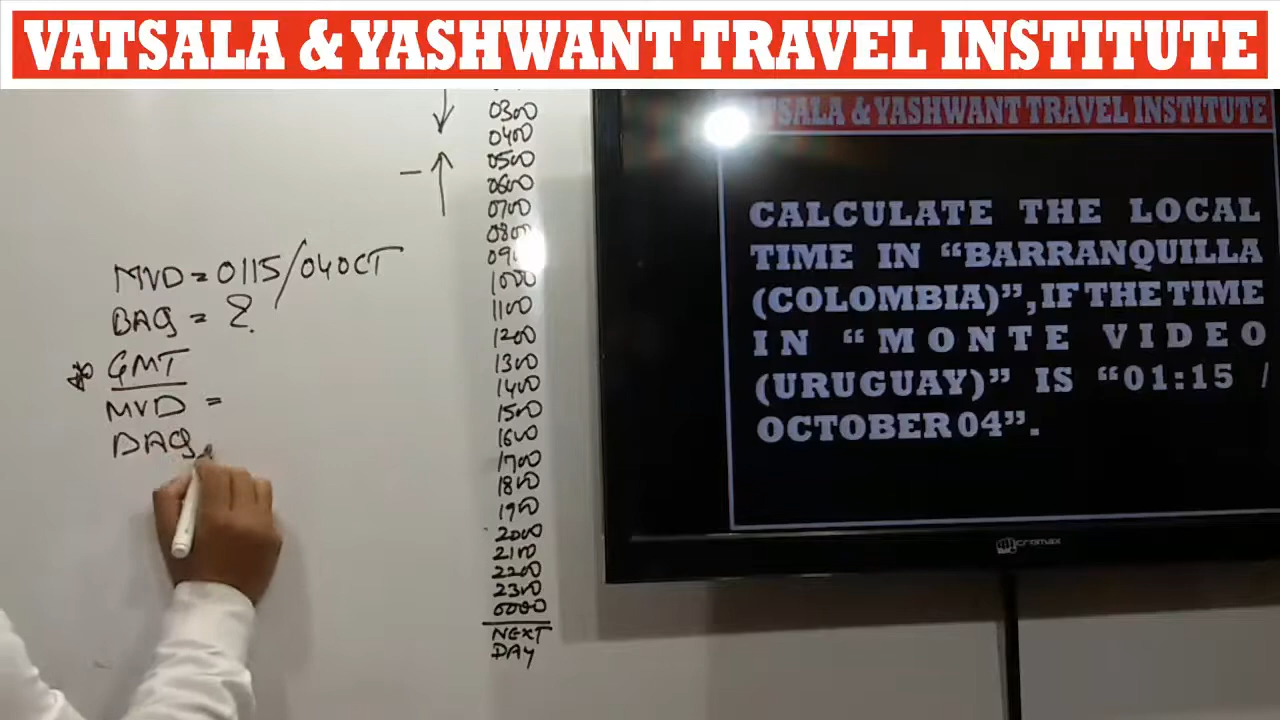 VATSALA & YASHWANT TRAVEL INSTITUTE
MVD = 0115/04OCT
BAQ = ?
GMT
MVD =
BAQ
-
0300
0400
0500
0600
0700
0800
1000
1100
1200
1300
1400
1500
1600
1700
1800
1900
2000
2100
2200
2300
0000
NEXT
DAY
& YASHWANT TRAVEL INSTITUTE
CALCULATE THE LOCAL
TIME IN “BARRANQUILLA
(COLOMBIA)”, IF THE TIME
IN “MONTE VIDEO
(URUGUAY)” IS “01:15 /
OCTOBER 04”.
micromax